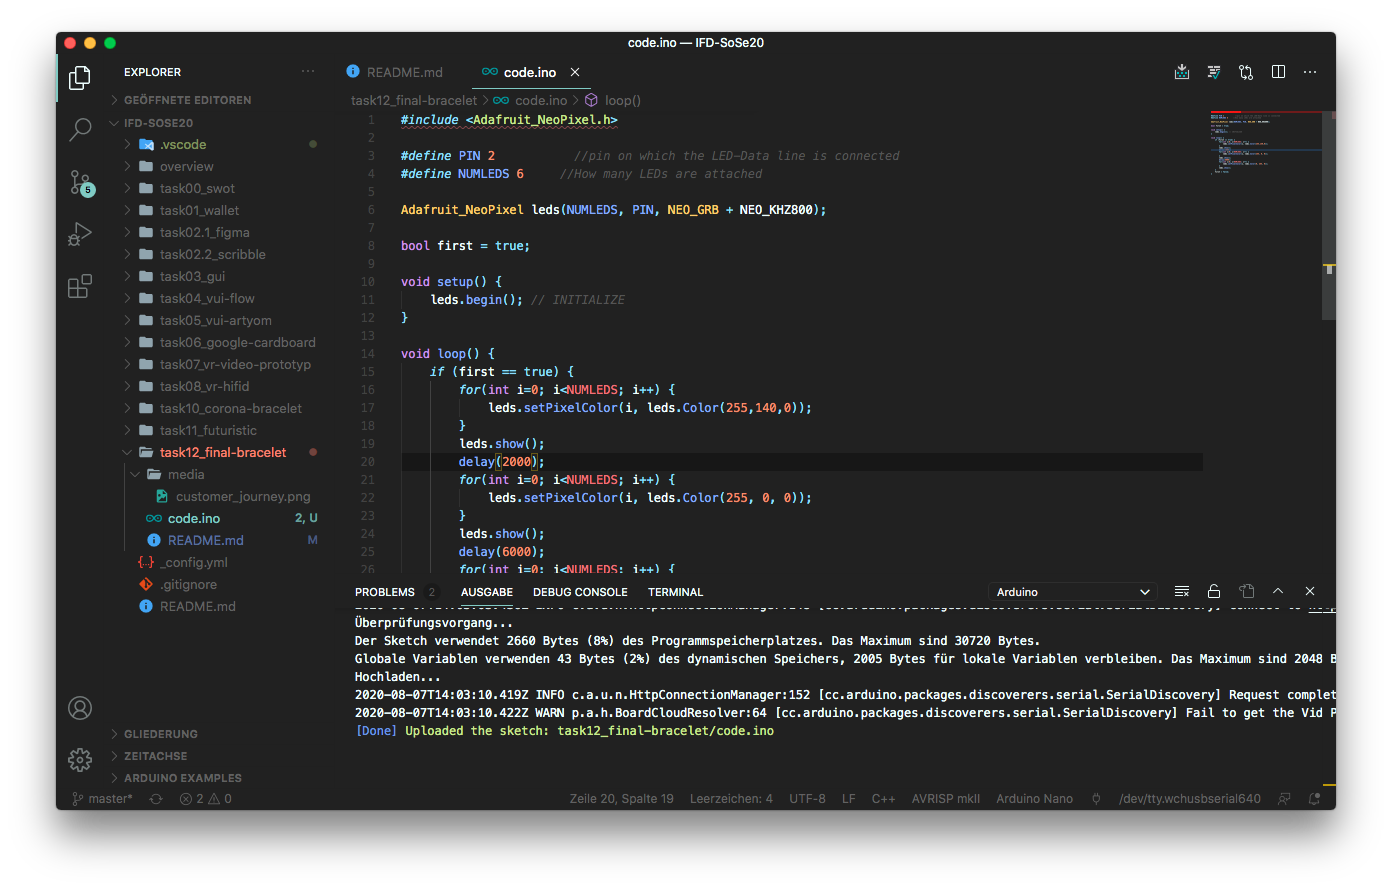 code.ino — IFD-SoSe20
EXPLORER
GEÖFFNETE EDITOREN
IFD-SOSE20
.vscode
overview
task00_swot
task01_wallet
task02.1_figma
task02.2_scribble
task03_gui
task04_vui-flow
task05_vui-artyom
task06_google-cardboard
task07_vr-video-prototyp
task08_vr-hifid
task10_corona-bracelet
task11_futuristic
task12_final-bracelet
media
customer_journey.png
code.ino 2, U
README.md M
_config.yml
.gitignore
README.md
GLIEDERUNG
ZEITACHSE
ARDUINO EXAMPLES
5
README.md
code.ino
task12_final-bracelet > code.ino > loop()
1 #include <Adafruit_NeoPixel.h>
2
3 #define PIN 2 //pin on which the LED-Data line is connected
4 #define NUMLEDS 6 //How many LEDs are attached
5
6 Adafruit_NeoPixel leds(NUMLEDS, PIN, NEO_GRB + NEO_KHZ800);
7
8 bool first = true;
9
10 void setup() {
11 leds.begin(); // INITIALIZE
12 }
13
14 void loop() {
15 if (first == true) {
16 for(int i=0; i<NUMLEDS; i++) {
17 leds.setPixelColor(i, leds.Color(255,140,0));
18 }
19 leds.show();
20 delay(2000);
21 for(int i=0; i<NUMLEDS; i++) {
22 leds.setPixelColor(i, leds.Color(255, 0, 0));
23 }
24 leds.show();
25 delay(6000);
26 for(int i=0; i<NUMLEDS; i++) {
PROBLEMS 2 AUSGABE DEBUG CONSOLE TERMINAL Arduino
Überprüfungsvorgang...
Der Sketch verwendet 2660 Bytes (8%) des Programmspeicherplatzes. Das Maximum sind 30720 Bytes.
Globale Variablen verwenden 43 Bytes (2%) des dynamischen Speichers, 2005 Bytes für lokale Variablen verbleiben. Das Maximum sind 2048 B
Hochladen...
2020-08-07T14:03:10.419Z INFO c.a.u.n.HttpConnectionManager:152 [cc.arduino.packages.discoverers.serial.SerialDiscovery] Request complet
2020-08-07T14:03:10.422Z WARN p.a.h.BoardCloudResolver:64 [cc.arduino.packages.discoverers.serial.SerialDiscovery] Fail to get the Vid P
[Done] Uploaded the sketch: task12_final-bracelet/code.ino
master* 2 0 Zeile 20, Spalte 19 Leerzeichen: 4 UTF-8 LF C++ AVRISP mkII Arduino Nano /dev/tty.wchusbserial640